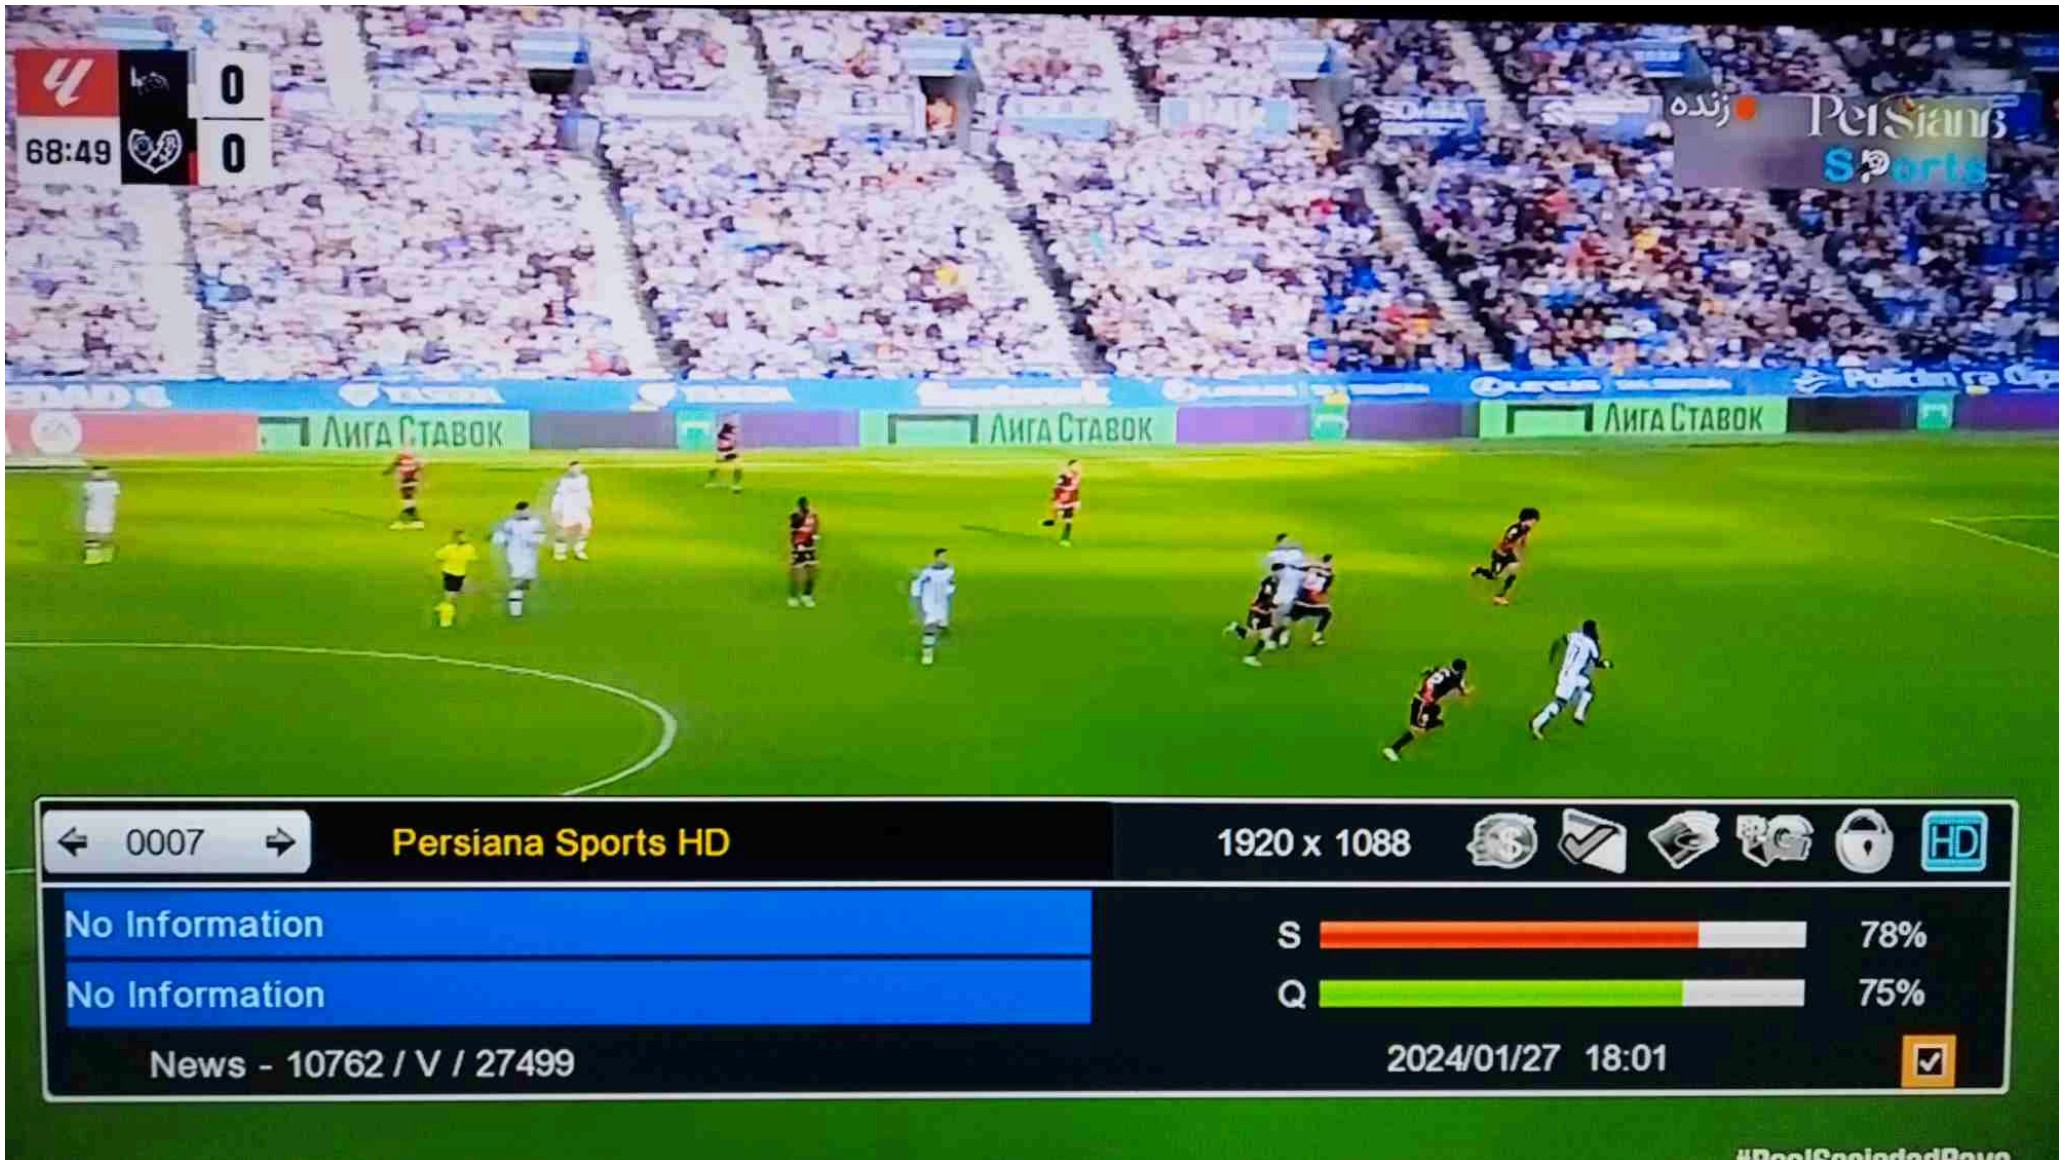 0
68:49
0
زنده
Persiana
Sports
ЛИГА СТАВОК
ЛИГА СТАВОК
ЛИГА СТАВОК
0007
Persiana Sports HD
1920 x 1088
HD
No Information
S
78%
No Information
Q
75%
News - 10762 / V / 27499
2024/01/27 18:01
#RealSociedadRayo